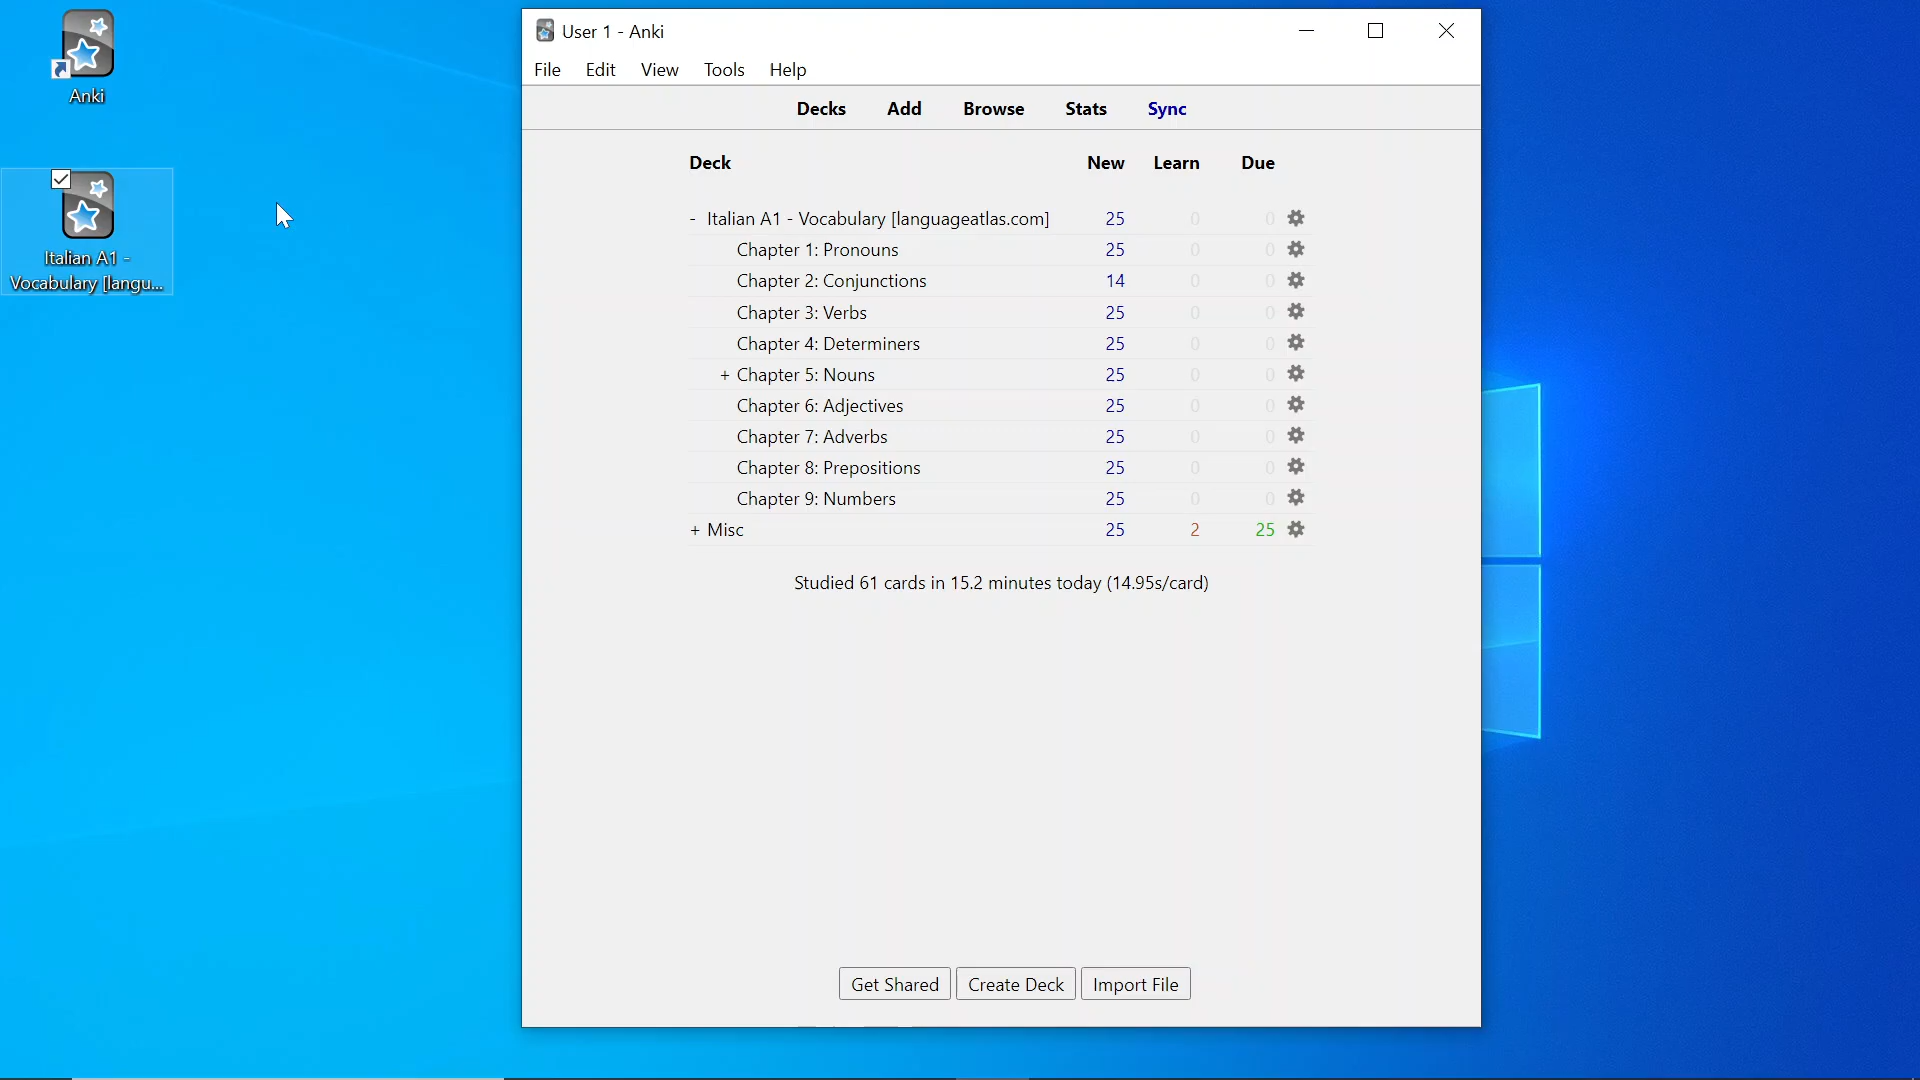 Anki
Italian A1 -
Vocabulary [langu...
User 1 - Anki
File Edit View Tools Help
Decks Add Browse Stats Sync
Deck New Learn Due
- Italian A1 - Vocabulary [languageatlas.com] 25 0 0
Chapter 1: Pronouns 25 0 0
Chapter 2: Conjunctions 14 0 0
Chapter 3: Verbs 25 0 0
Chapter 4: Determiners 25 0 0
+ Chapter 5: Nouns 25 0 0
Chapter 6: Adjectives 25 0 0
Chapter 7: Adverbs 25 0 0
Chapter 8: Prepositions 25 0 0
Chapter 9: Numbers 25 0 0
+ Misc 25 2 25
Studied 61 cards in 15.2 minutes today (14.95s/card)
Get Shared Create Deck Import File